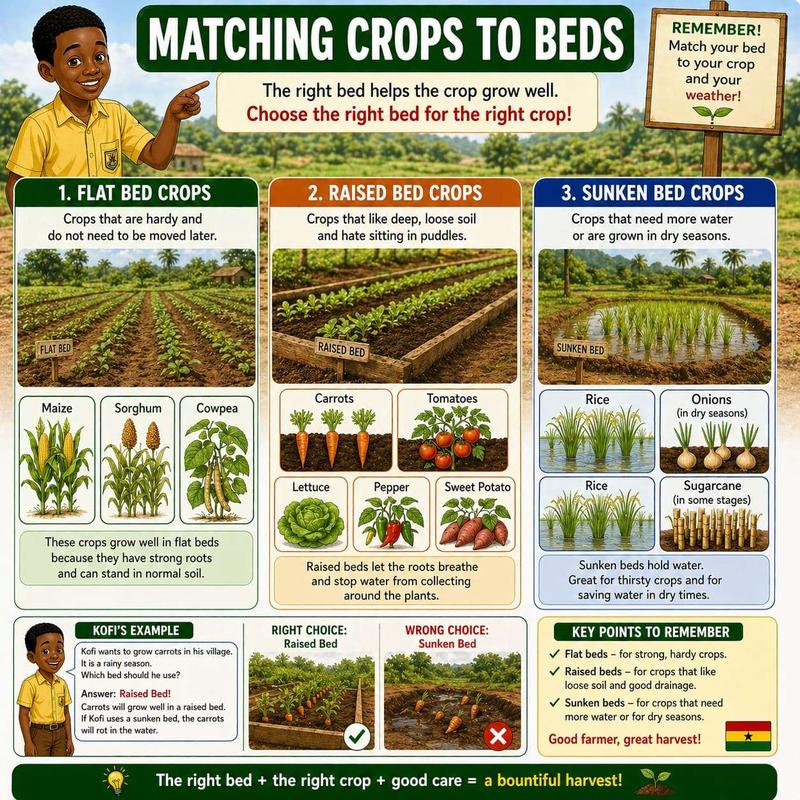 MATCHING CROPS TO BEDS
The right bed helps the crop grow well.
Choose the right bed for the right crop!
REMEMBER!
Match your bed
to your crop
and your
weather!
1. FLAT BED CROPS
Crops that are hardy and
do not need to be moved later.
FLAT BED
Maize
Sorghum
Cowpea
These crops grow well in flat beds
because they have strong roots
and can stand in normal soil.
2. RAISED BED CROPS
Crops that like deep, loose soil
and hate sitting in puddles.
RAISED BED
Carrots
Tomatoes
Lettuce
Pepper
Sweet Potato
Raised beds let the roots breathe
and stop water from collecting
around the plants.
3. SUNKEN BED CROPS
Crops that need more water
or are grown in dry seasons.
SUNKEN BED
Rice
Onions
(in dry seasons)
Rice
Sugarcane
(in some stages)
Sunken beds hold water.
Great for thirsty crops and for
saving water in dry times.
KOFI'S EXAMPLE
Kofi wants to grow carrots in his village.
It is a rainy season.
Which bed should he use?
Answer: Raised Bed!
Carrots will grow well in a raised bed.
If Kofi uses a sunken bed, the carrots
will rot in the water.
RIGHT CHOICE:
Raised Bed
WRONG CHOICE:
Sunken Bed
KEY POINTS TO REMEMBER
✓ Flat beds – for strong, hardy crops.
✓ Raised beds – for crops that like
loose soil and good drainage.
✓ Sunken beds – for crops that need
more water or for dry seasons.
Good farmer, great harvest!
The right bed + the right crop + good care = a bountiful harvest!